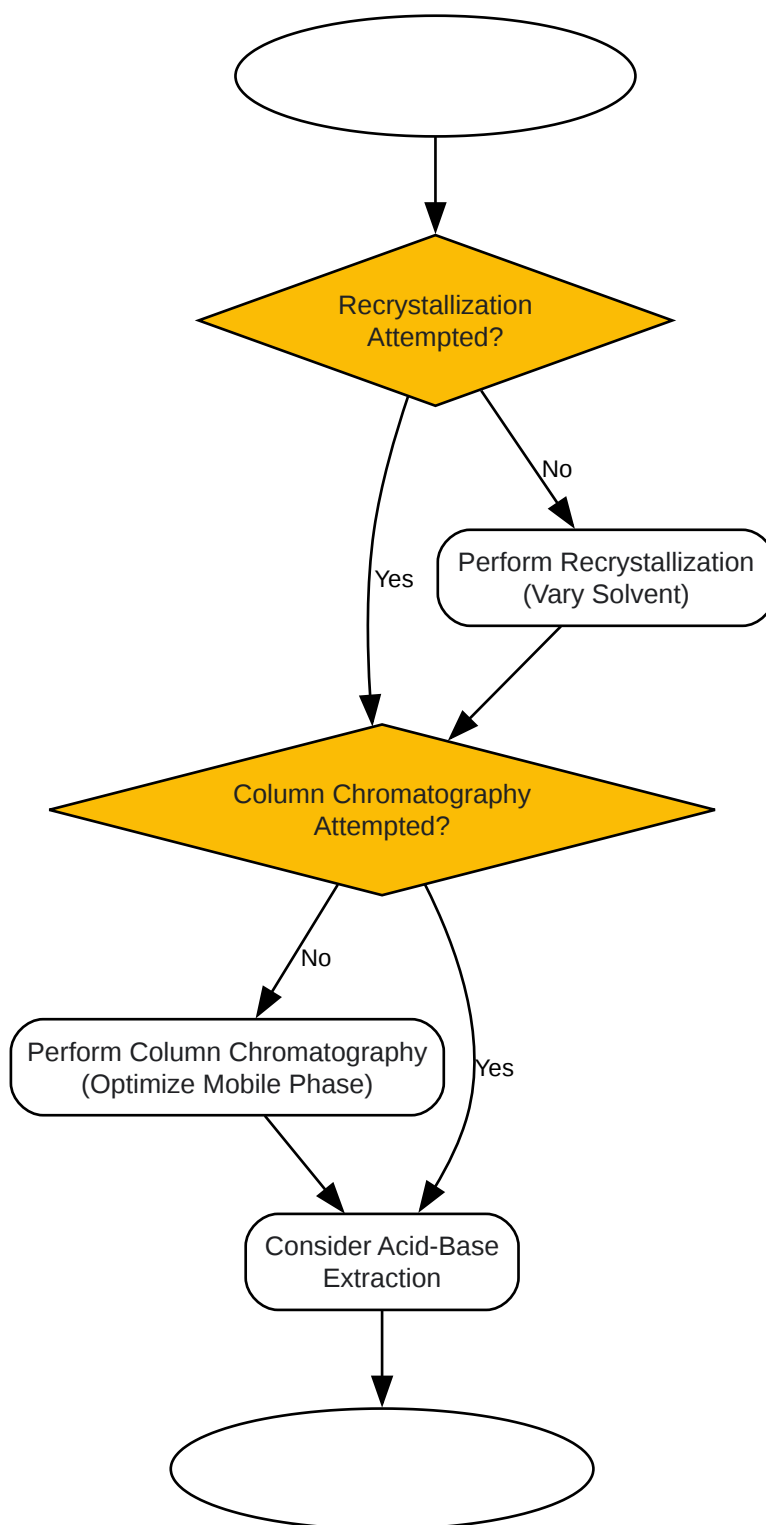 Recrystallization
Attempted?
No
Perform Recrystallization
(Vary Solvent)
Yes
Column Chromatography
Attempted?
No
Perform Column Chromatography
(Optimize Mobile Phase)
Yes
Consider Acid-Base
Extraction